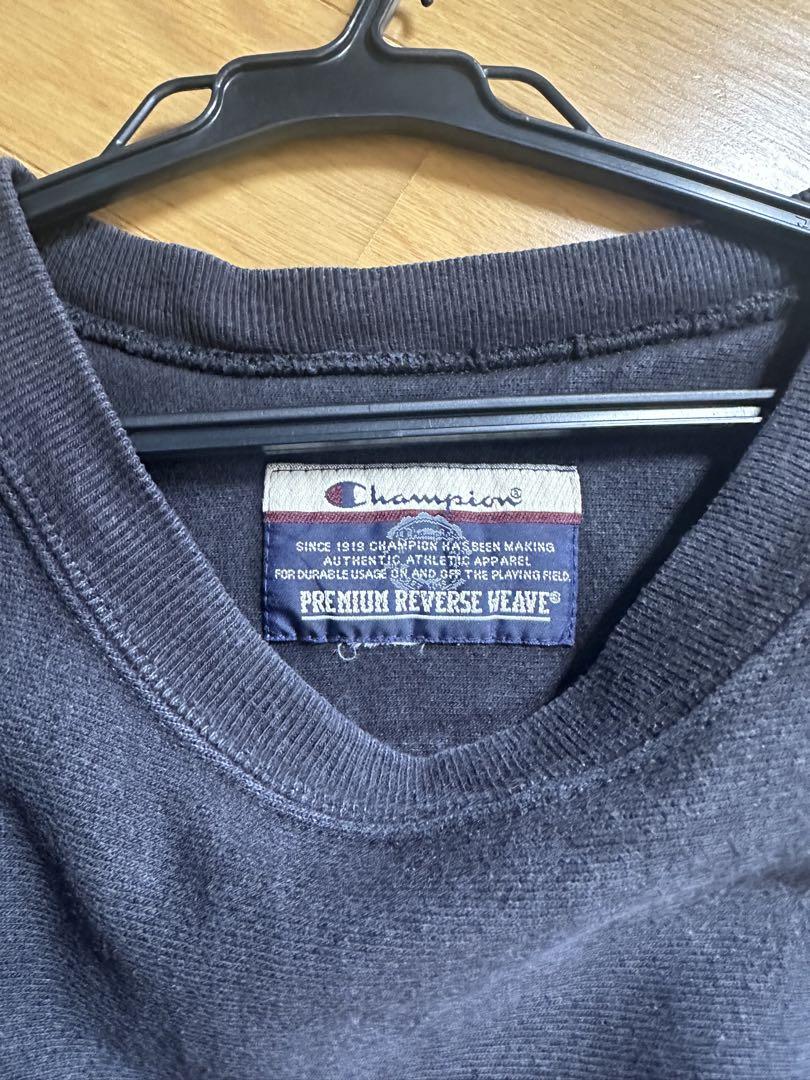 Champion®
SINCE 1919 CHAMPION HAS BEEN MAKING
AUTHENTIC ATHLETIC APPAREL
FOR DURABLE USAGE ON AND OFF THE PLAYING FIELD.
PREMIUM REVERSE WEAVE®